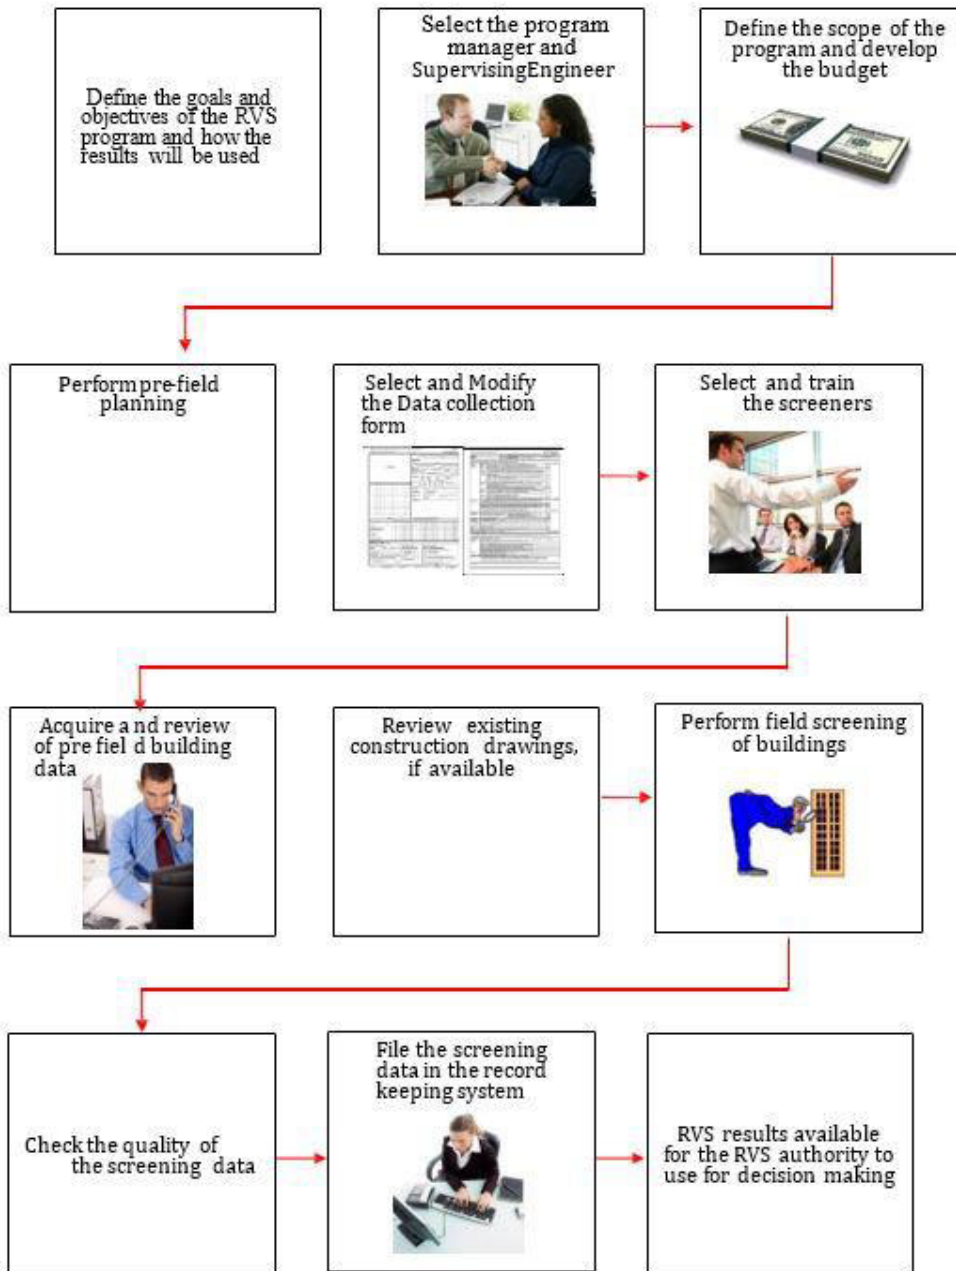 Define the goals and
objectives of the RVS
program and how the
results will be used
Select the program
manager and
SupervisingEngineer
Define the scope of the
program and develop
the budget
Perform pre-field
planning
Select and Modify
the Data collection
form
Select and train
the screeners
Acquire and review
of pre field building
data
Review existing
construction drawings,
if available
Perform field screening
of buildings
Check the quality of
the screening data
File the screening
data in the record
keeping system
RVS results available
for the RVS authority to
use for decision making